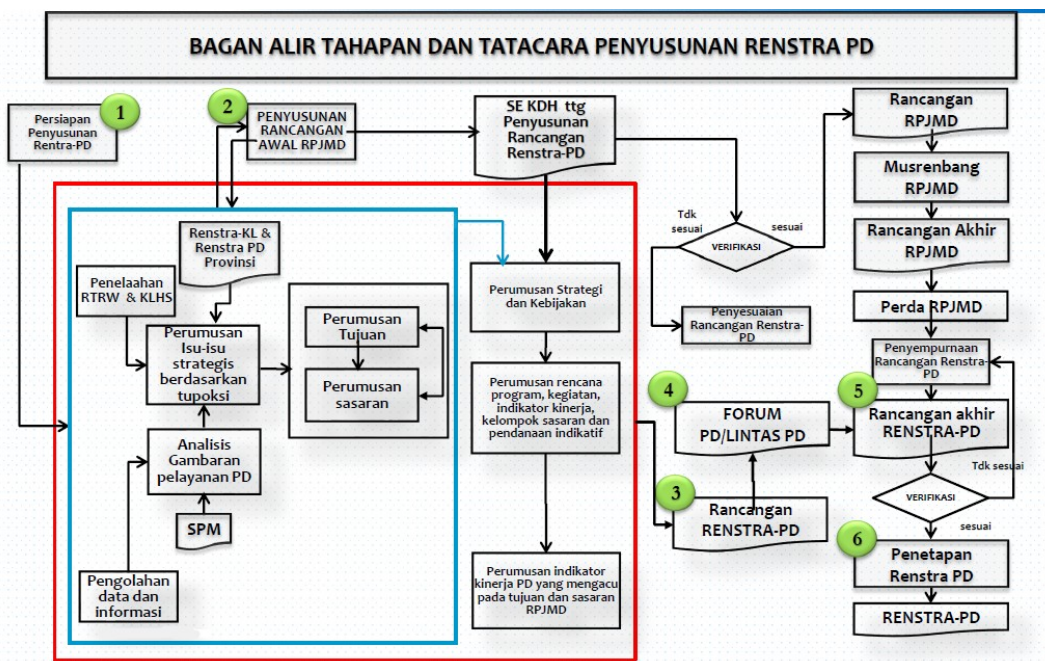 BAGAN ALIR TAHAPAN DAN TATACARA PENYUSUNAN RENSTRA PD
1
Persiapan
Penyusunan
Rentra-PD
2
PENYUSUNAN
RANCANGAN
AWAL RPJMD
SE KDH ttg
Penyusunan
Rancangan
Renstra-PD
Rancangan
RPJMD
Musrenbang
RPJMD
Rancangan Akhir
RPJMD
Perda RPJMD
Penyempurnaan
Rancangan Renstra-
PD
Tdk
sesuai
sesuai
VERIFIKASI
Penyesuaian
Rancangan Renstra-
PD
Renstra-KL &
Renstra PD
Provinsi
Penelaahan
RTRW & KLHS
Perumusan
Isu-isu
strategis
berdasarkan
tupoksi
Perumusan
Tujuan
Perumusan
sasaran
Analisis
Gambaran
pelayanan PD
SPM
Pengolahan
data dan
informasi
Perumusan Strategi
dan Kebijakan
Perumusan rencana
program, kegiatan,
indikator kinerja,
kelompok sasaran dan
pendanaan indikatif
Perumusan indikator
kinerja PD yang mengacu
pada tujuan dan sasaran
RPJMD
3
Rancangan
RENSTRA-PD
4
FORUM
PD/LINTAS PD
5
Rancangan akhir
RENSTRA-PD
Tdk sesuai
VERIFIKASI
sesuai
6
Penetapan
Renstra PD
RENSTRA-PD